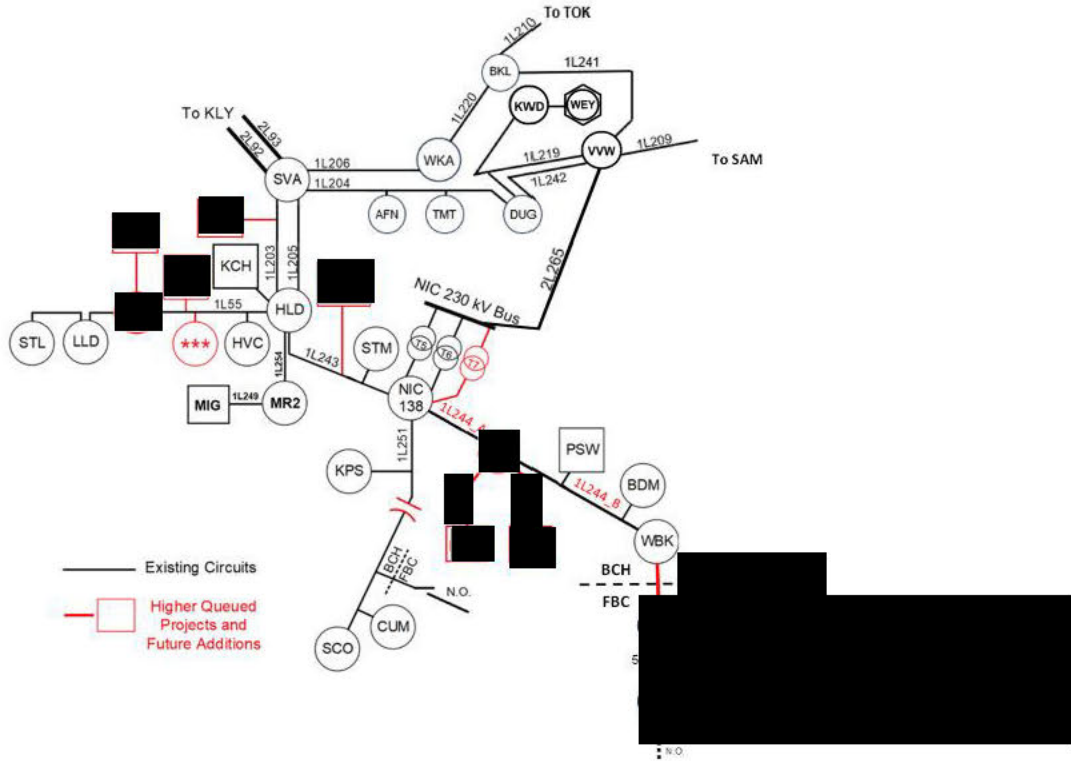 To TOK
1L210
BKL
1L241
KWD
WEY
1L220
To KLY
2L93
2L92
VVW
1L209
To SAM
WKA
1L206
1L219
1L242
SVA
1L204
AFN
TMT
DUG
2L265
1L203
1L205
KCH
NIC 230 kV Bus
1L55
HLD
STL
LLD
***
HVC
1L243
STM
T5
T6
T7
1L254
MIG
1L249
MR2
NIC
138
1L244_A
1L251
KPS
PSW
1L244_B
BDM
WBK
BCH
FBC
BCH
FBC
N.O.
CUM
SCO
Existing Circuits
Higher Queued
Projects and
Future Additions
5
N.O.